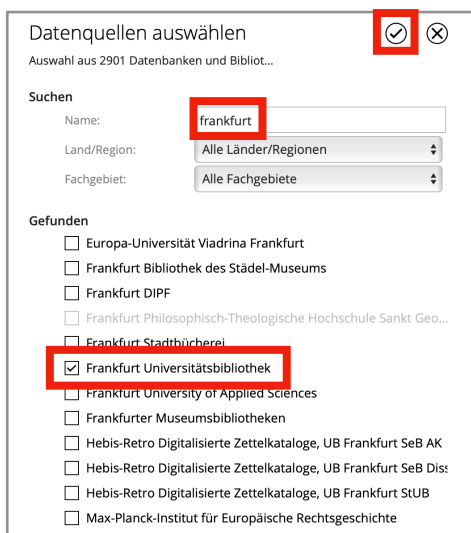 Datenquellen auswählen
Auswahl aus 2901 Datenbanken und Bibliot...
Suchen
Name: frankfurt
Land/Region: Alle Länder/Regionen
Fachgebiet: Alle Fachgebiete
Gefunden
Europa-Universität Viadrina Frankfurt
Frankfurt Bibliothek des Städel-Museums
Frankfurt DIPF
Frankfurt Philosophisch-Theologische Hochschule Sankt Geo...
Frankfurt Stadtbücherei
Frankfurt Universitätsbibliothek
Frankfurt University of Applied Sciences
Frankfurter Museumsbibliotheken
Hebis-Retro Digitalisierte Zettelkataloge, UB Frankfurt SeB AK
Hebis-Retro Digitalisierte Zettelkataloge, UB Frankfurt SeB Diss
Hebis-Retro Digitalisierte Zettelkataloge, UB Frankfurt StUB
Max-Planck-Institut für Europäische Rechtsgeschichte